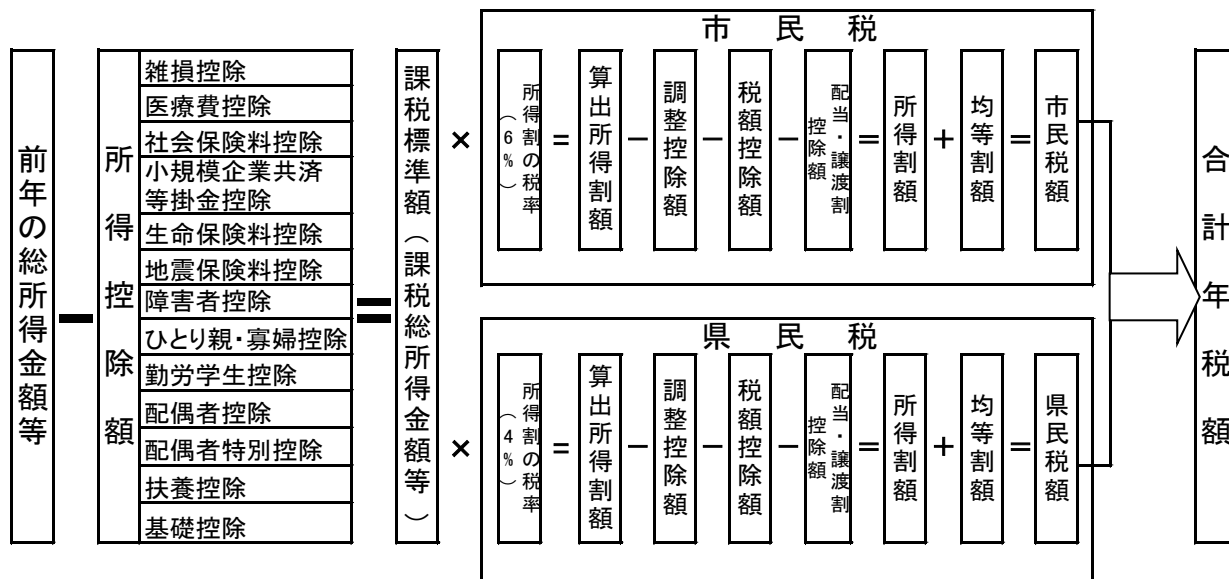 前年の総所得金額等
－
所得控除額
雑損控除
医療費控除
社会保険料控除
小規模企業共済
等掛金控除
生命保険料控除
地震保険料控除
障害者控除
ひとり親・寡婦控除
勤労学生控除
配偶者控除
配偶者特別控除
扶養控除
基礎控除
＝
課税標準額（課税総所得金額等）
市民税
×
所得割の税率
（6％）
＝
算出所得割額
－
調整控除額
－
税額控除額
－
配当・譲渡割
控除額
＝
所得割額
＋
均等割額
＝
市民税額
県民税
×
所得割の税率
（4％）
＝
算出所得割額
－
調整控除額
－
税額控除額
－
配当・譲渡割
控除額
＝
所得割額
＋
均等割額
＝
県民税額
合計年税額